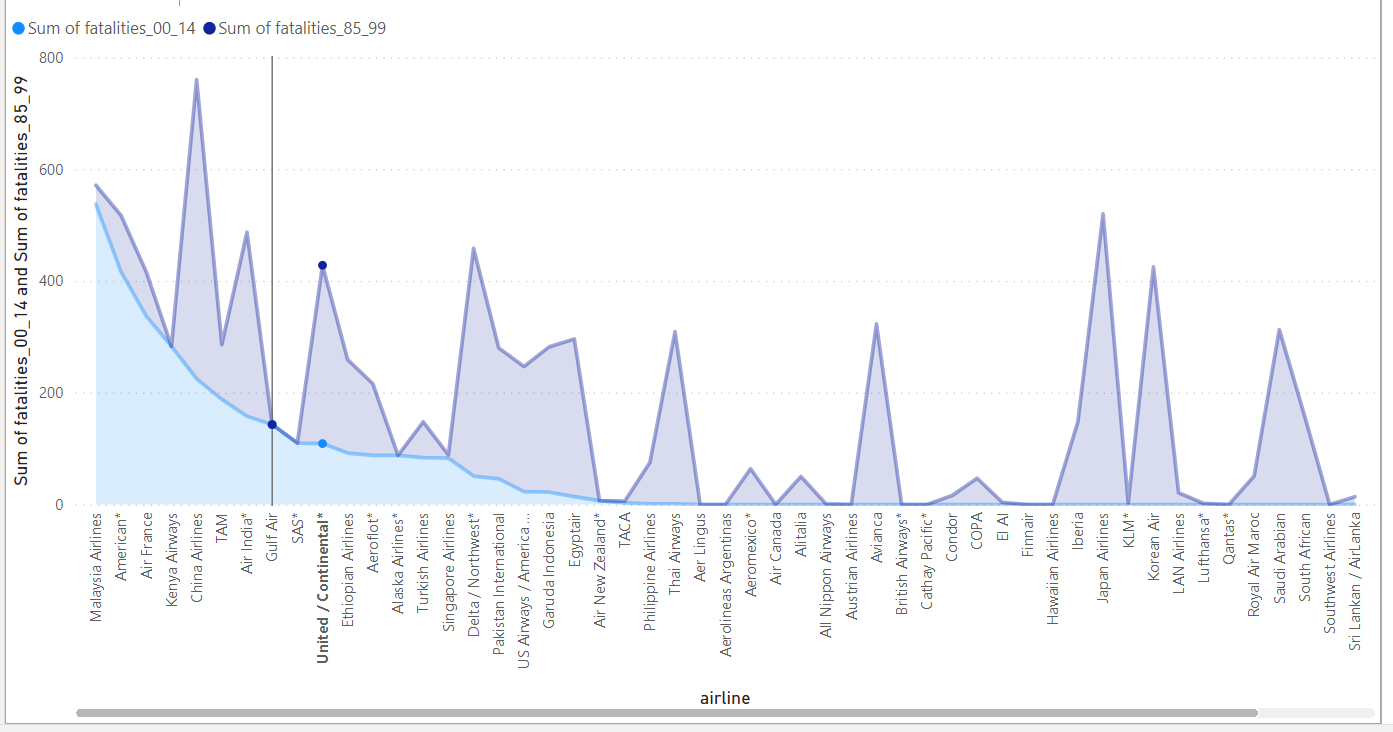 Sum of fatalities_00_14 Sum of fatalities_85_99
Sum of fatalities_00_14 and Sum of fatalities_85_99
800
600
400
200
0
Malaysia Airlines
American*
Air France
Kenya Airways
China Airlines
TAM
Air India*
Gulf Air
SAS*
United / Continental*
Ethiopian Airlines
Aeroflot*
Alaska Airlines*
Turkish Airlines
Singapore Airlines
Delta / Northwest*
Pakistan International
US Airways / America...
Garuda Indonesia
Egyptair
Air New Zealand*
TACA
Philippine Airlines
Thai Airways
Aer Lingus
Aerolineas Argentinas
Aeromexico*
Air Canada
Alitalia
All Nippon Airways
Austrian Airlines
Avianca
British Airways*
Cathay Pacific*
Condor
COPA
El Al
Finnair
Hawaiian Airlines
Iberia
Japan Airlines
KLM*
Korean Air
LAN Airlines
Lufthansa*
Qantas*
Royal Air Maroc
Saudi Arabian
South African
Southwest Airlines
Sri Lankan / AirLanka
airline